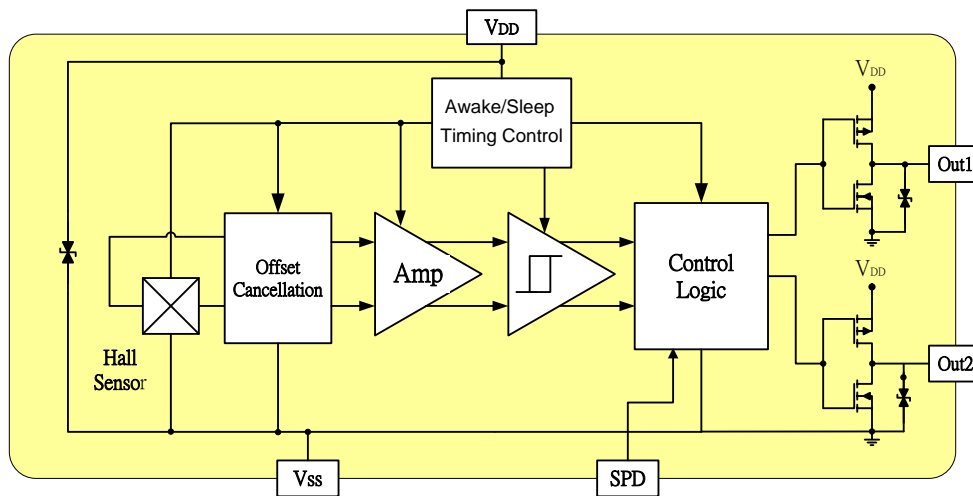 VDD
Awake/Sleep
Timing Control
VDD
Out1
Offset
Cancellation
Amp
Control
Logic
VDD
Hall
Sensor
Out2
Vss
SPD